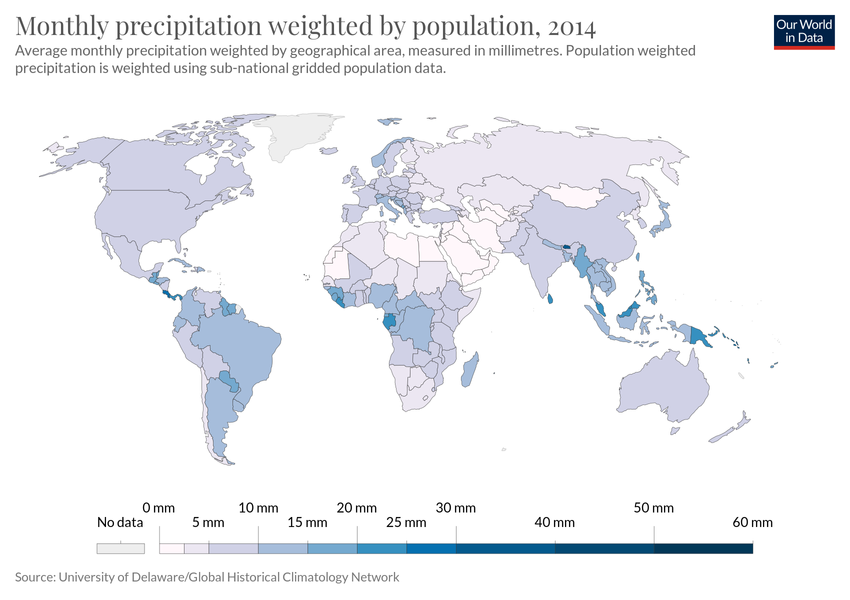 Monthly precipitation weighted by population, 2014
Our World
in Data
Average monthly precipitation weighted by geographical area, measured in millimetres. Population weighted
precipitation is weighted using sub-national gridded population data.
0 mm 10 mm 20 mm 30 mm 50 mm
No data 5 mm 15 mm 25 mm 40 mm 60 mm
Source: University of Delaware/Global Historical Climatology Network